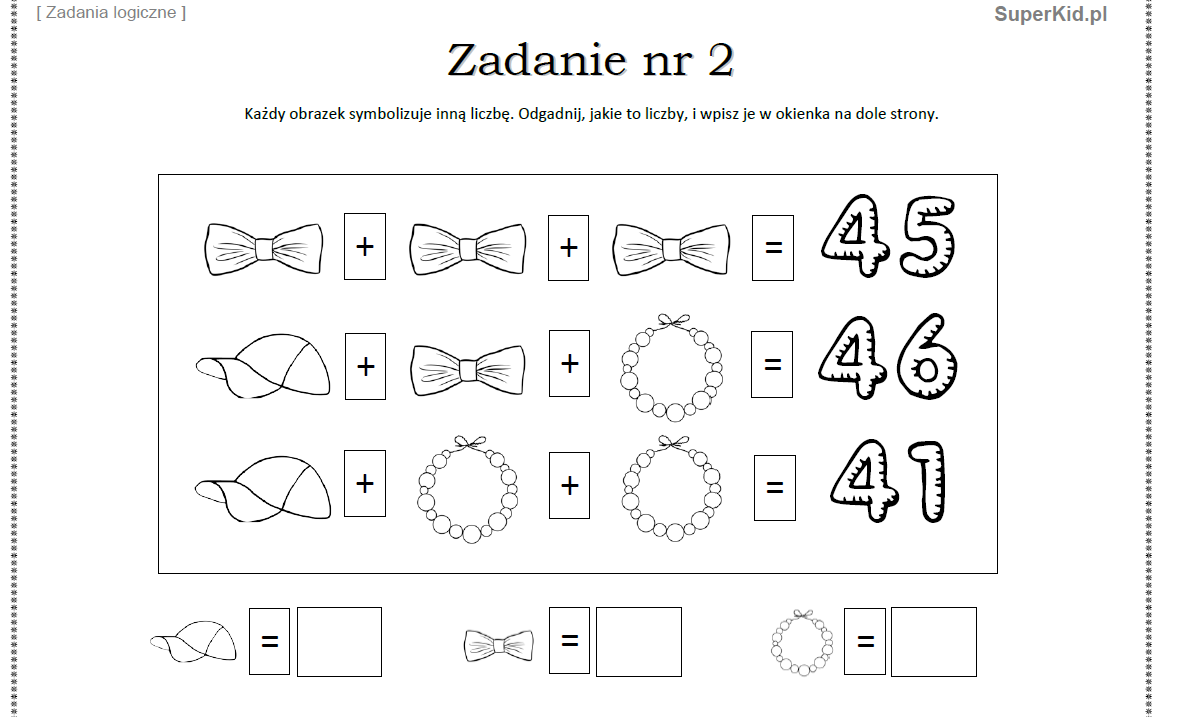 [ Zadania logiczne ]
SuperKid.pl
Zadanie nr 2
Każdy obrazek symbolizuje inną liczbę. Odgadnij, jakie to liczby, i wpisz je w okienka na dole strony.
+ + = 45
+ + = 46
+ + = 41
= = =